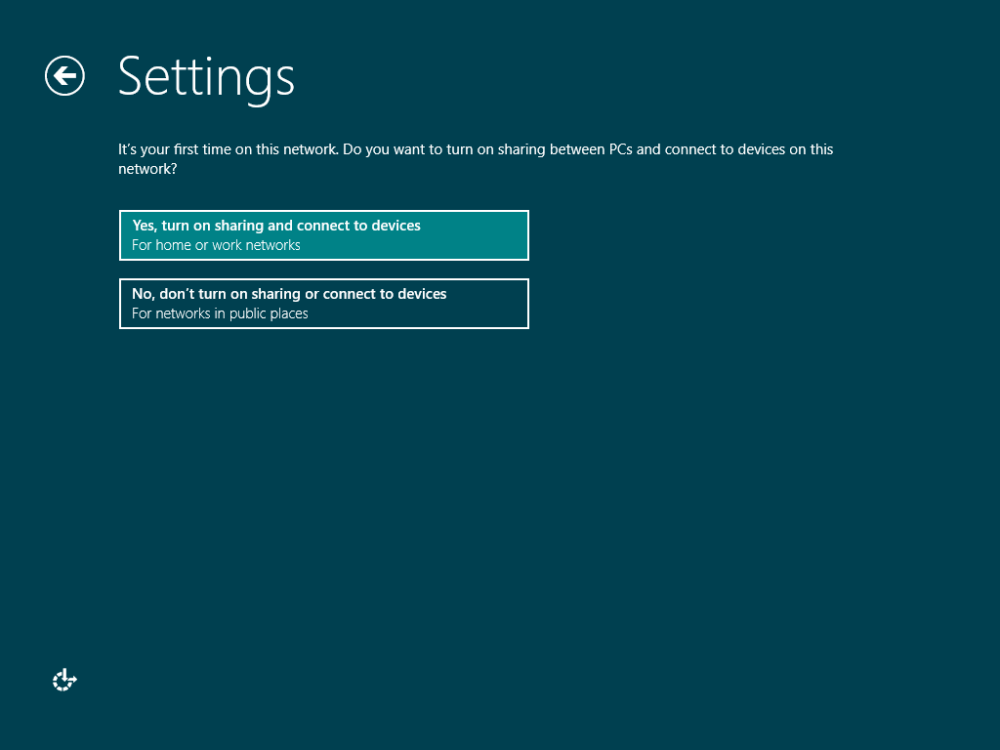 Settings
It's your first time on this network. Do you want to turn on sharing between PCs and connect to devices on this
network?
Yes, turn on sharing and connect to devices
For home or work networks
No, don't turn on sharing or connect to devices
For networks in public places